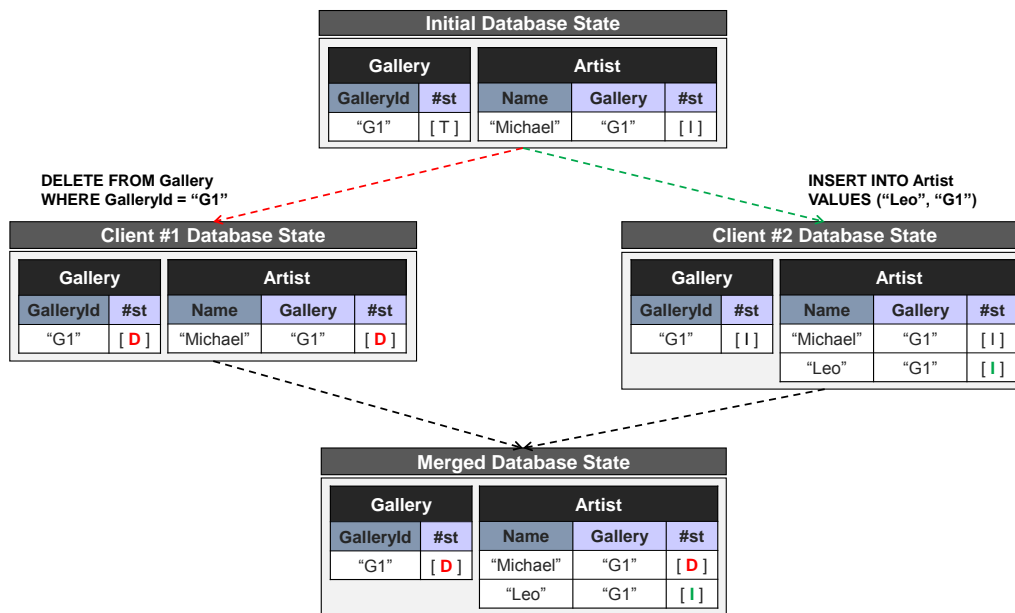 Initial Database State
Gallery Artist
GalleryId #st Name Gallery #st
“G1” [ T ] “Michael” “G1” [ I ]
DELETE FROM Gallery
WHERE GalleryId = “G1”
INSERT INTO Artist
VALUES (“Leo”, “G1”)
Client #1 Database State
Gallery Artist
GalleryId #st Name Gallery #st
“G1” [ D ] “Michael” “G1” [ D ]
Client #2 Database State
Gallery Artist
GalleryId #st Name Gallery #st
“G1” [ I ] “Michael” “G1” [ I ]
“Leo” “G1” [ I ]
Merged Database State
Gallery Artist
GalleryId #st Name Gallery #st
“G1” [ D ] “Michael” “G1” [ D ]
“Leo” “G1” [ I ]